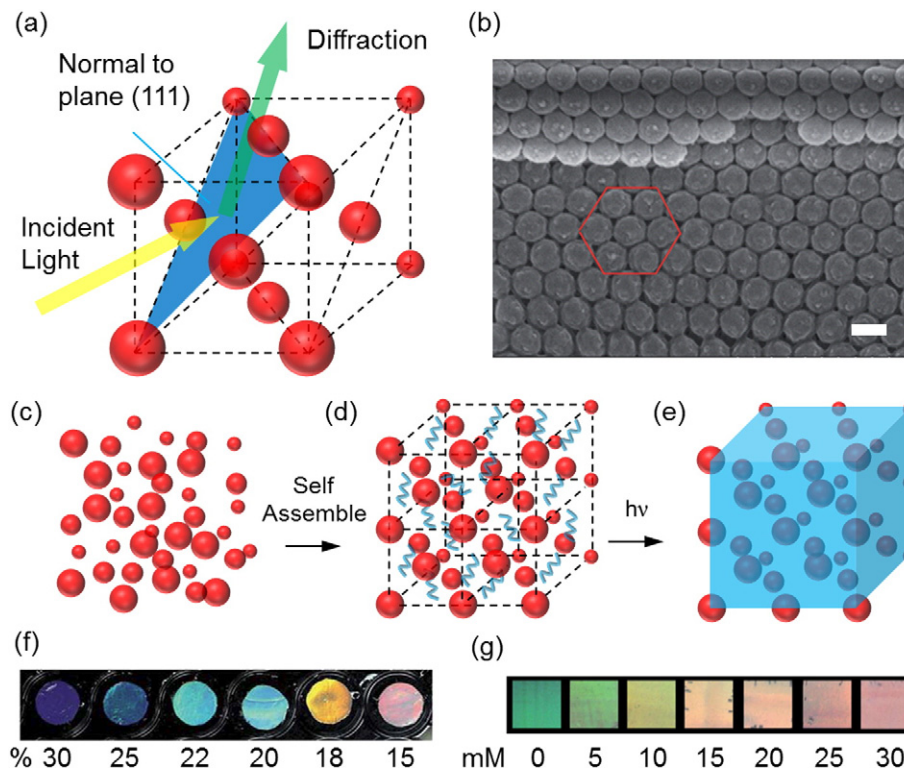 (a)
Diffraction
Normal to
plane (111)
Incident
Light
(b)
(c)
(d)
(e)
Self
Assemble
hν
(f)
% 30 25 22 20 18 15
(g)
mM 0 5 10 15 20 25 30